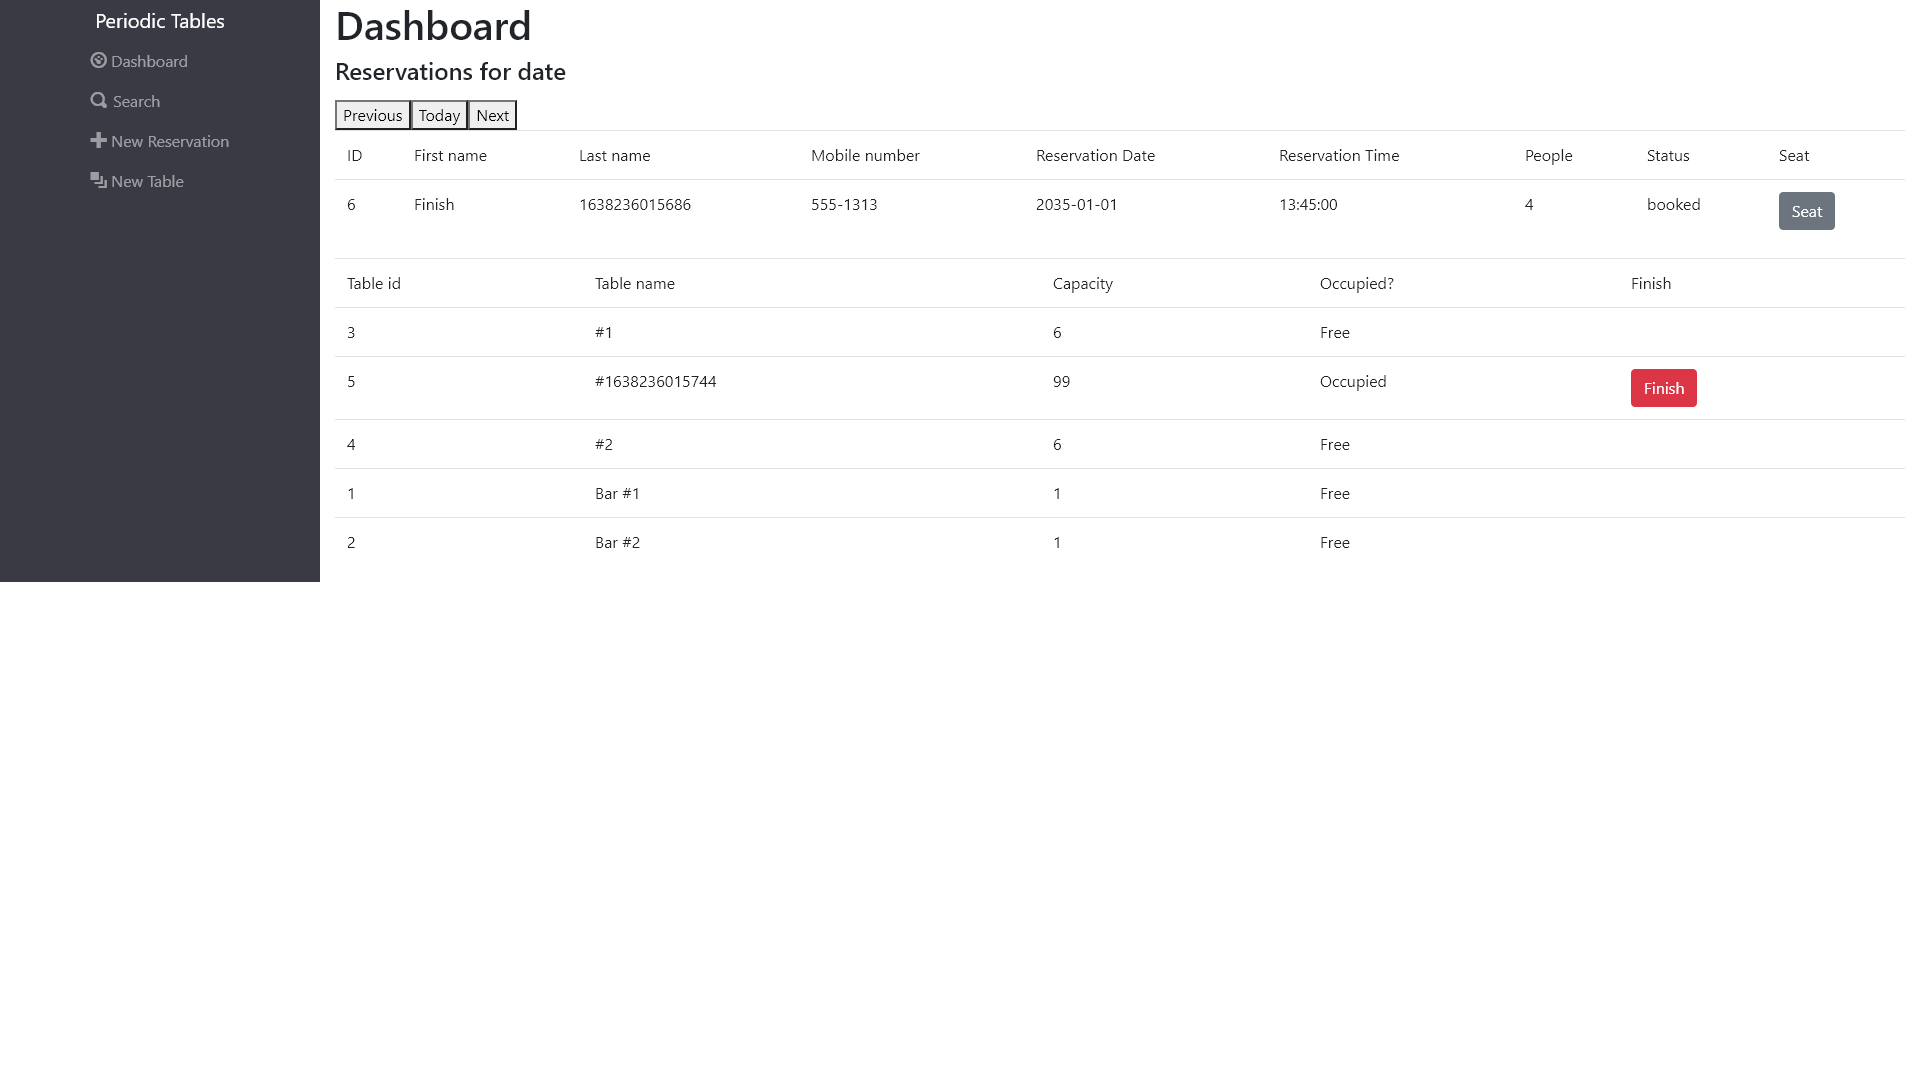 Periodic Tables
Dashboard
Search
New Reservation
New Table
Dashboard
Reservations for date
Previous Today Next
ID First name Last name Mobile number Reservation Date Reservation Time People Status Seat
6 Finish 1638236015686 555-1313 2035-01-01 13:45:00 4 booked Seat
Table id Table name Capacity Occupied? Finish
3 #1 6 Free
5 #1638236015744 99 Occupied Finish
4 #2 6 Free
1 Bar #1 1 Free
2 Bar #2 1 Free